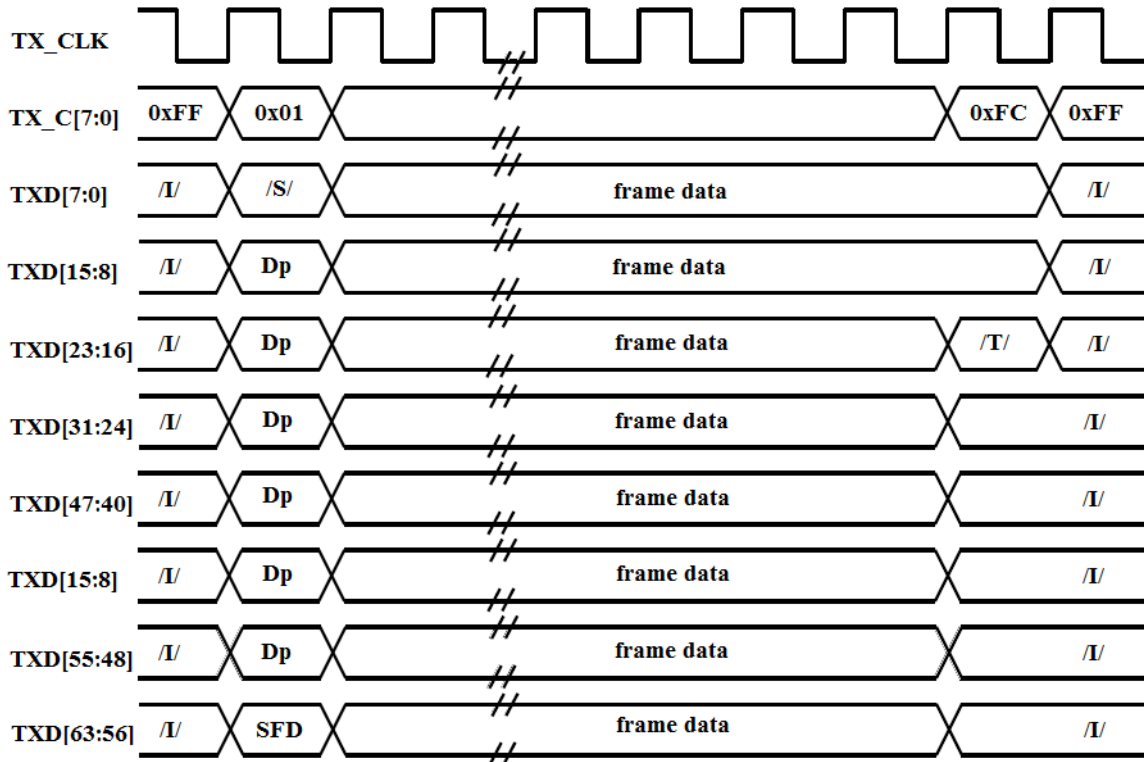 TX_CLK
TX_C[7:0] 0xFF 0x01 0xFC 0xFF
TXD[7:0] /I/ /S/ frame data /I/
TXD[15:8] /I/ Dp frame data /I/
TXD[23:16] /I/ Dp frame data /T/ /I/
TXD[31:24] /I/ Dp frame data /I/
TXD[47:40] /I/ Dp frame data /I/
TXD[15:8] /I/ Dp frame data /I/
TXD[55:48] /I/ Dp frame data /I/
TXD[63:56] /I/ SFD frame data /I/